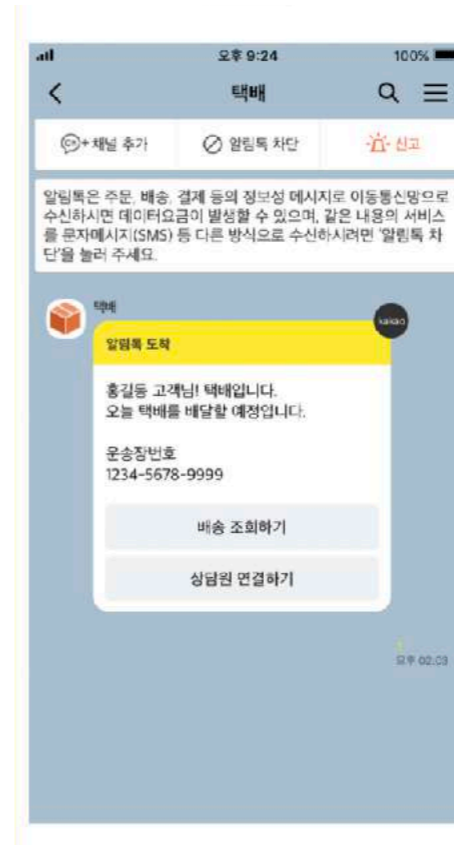 오후 9:24
100%
택배
채널 추가
알림톡 차단
신고
알림톡은 주문, 배송, 결제 등의 정보성 메시지로 이동통신망으로
수신하시면 데이터요금이 발생할 수 있으며, 같은 내용의 서비스
를 문자메시지(SMS) 등 다른 방식으로 수신하시려면 '알림톡 차
단'을 눌러 주세요.
택배
kakao
알림톡 도착
홍길동 고객님! 택배입니다.
오늘 택배를 배달할 예정입니다.
운송장번호
1234-5678-9999
배송 조회하기
상담원 연결하기
오후 02:03